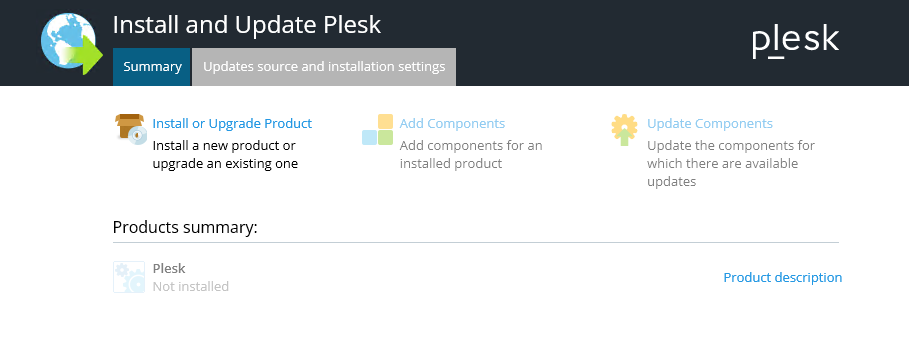 Install and Update Plesk
plesk
Summary
Updates source and installation settings
Install or Upgrade Product
Install a new product or
upgrade an existing one
Add Components
Add components for an
installed product
Update Components
Update the components for
which there are available
updates
Products summary:
Plesk
Not installed
Product description